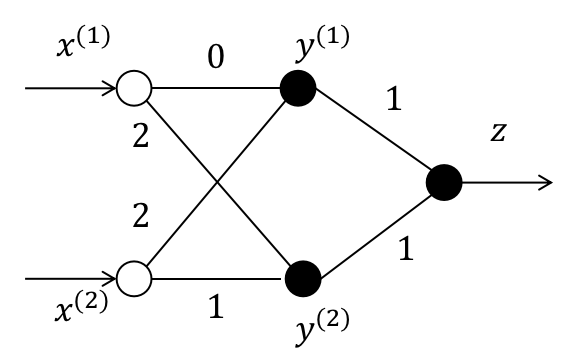 x^{(1)}
0
y^{(1)}
1
2
z
2
1
x^{(2)}
1
y^{(2)}